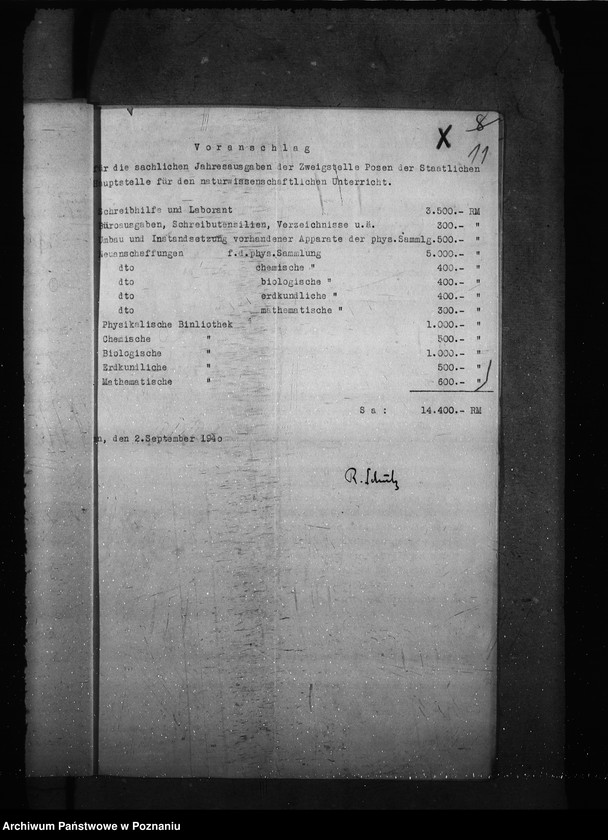 X 8
11
Voranschlag
ür die sachlichen Jahresausgaben der Zweigstelle Posen der Staatlichen
auptstelle für den naturwissenschaftlichen Unterricht.
Schreibhilfe und Laborant 3.500.- RM
Büroausgaben, Schreibutensilien, Verzeichnisse u.ä. 300.- "
Umbau und Instandsetzung vorhandener Apparate der phys.Sammlg.500.- "
Neuanschaffungen f.d.phys.Sammlung 5.000.- "
dto chemische " 400.- "
dto biologische " 400.- "
dto erdkundliche " 400.- "
dto mathematische " 300.- "
Physikalische Binliothek 1.000.- "
Chemische " 500.- "
Biologische " 1.000.- "
Erdkundliche " 500.- "
Mathematische " 600.- "
Sa: 14.400.- RM
n, den 2.September 1940
R. Schütz
Archiwum Państwowe w Poznaniu